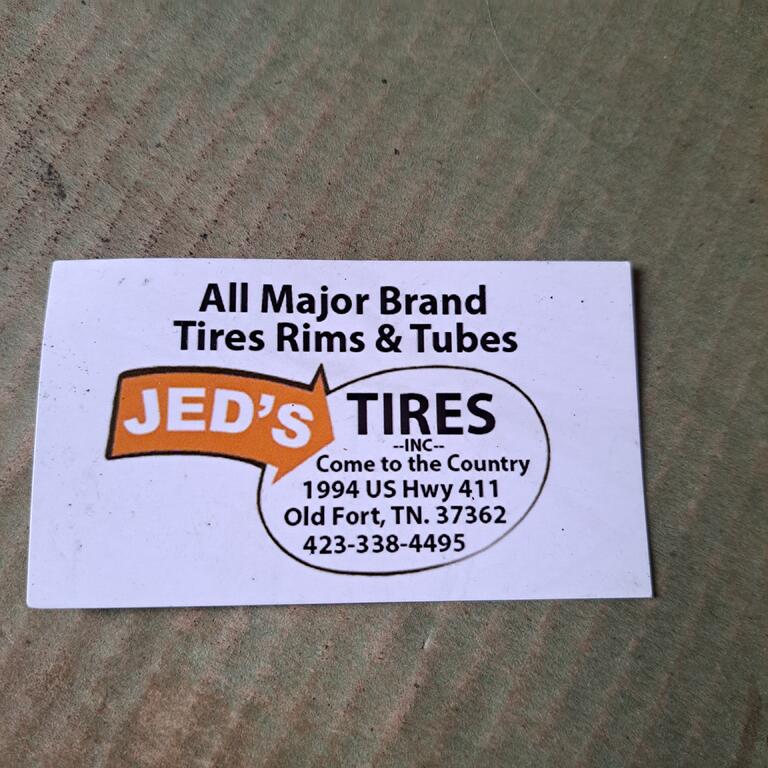 All Major Brand
Tires Rims & Tubes
JED'S TIRES
--INC--
Come to the Country
1994 US Hwy 411
Old Fort, TN. 37362
423-338-4495